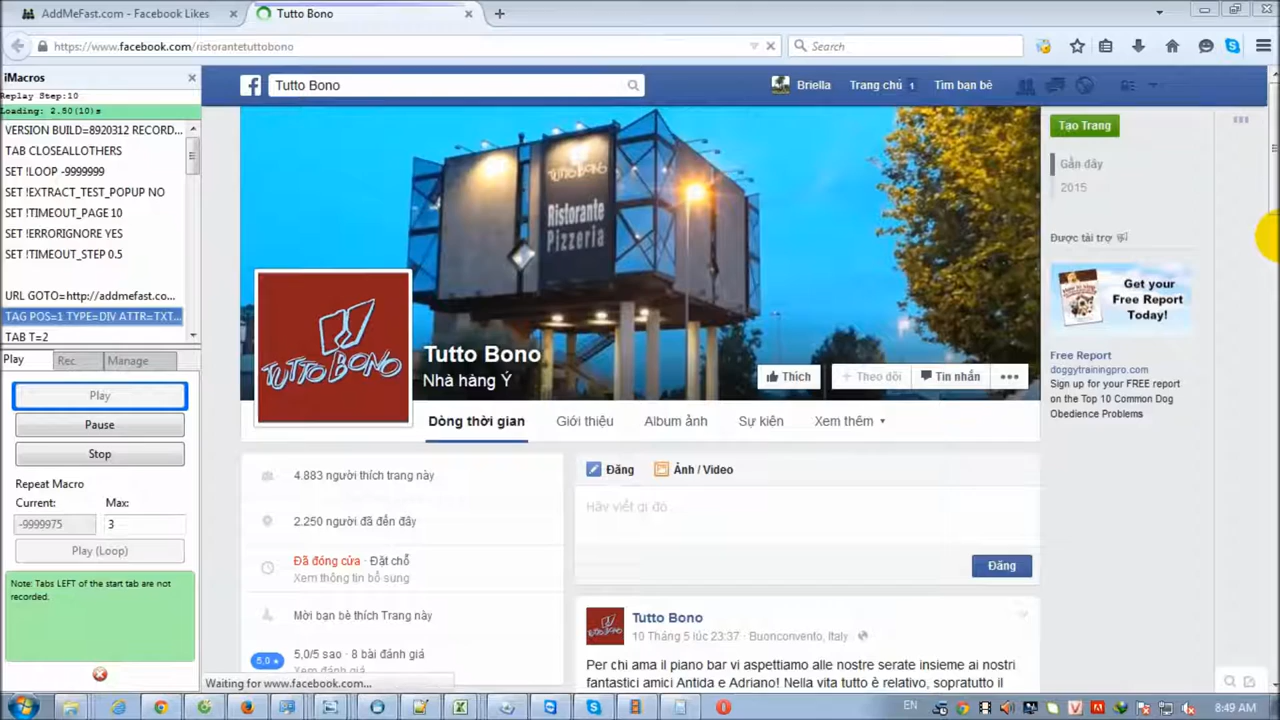 AddMeFast.com - Facebook Likes
Tutto Bono
https://www.facebook.com/ristorantetuttobono
Search
iMacros
Replay Step:10
Loading: 2.50(10)s
VERSION BUILD=8920312 RECORD...
TAB CLOSEALLOTHERS
SET !LOOP -9999999
SET !EXTRACT_TEST_POPUP NO
SET !TIMEOUT_PAGE 10
SET !ERRORIGNORE YES
SET !TIMEOUT_STEP 0.5
URL GOTO=http://addmefast.co...
TAG POS=1 TYPE=DIV ATTR=TXT...
TAB T=2
Play
Rec
Manage
Play
Pause
Stop
Repeat Macro
Current:
Max:
-9999975
3
Play (Loop)
Note: Tabs LEFT of the start tab are not
recorded.
Tutto Bono
Briella
Trang chủ 1
Tìm bạn bè
TUTTO BONO
Ristorante
Pizzeria
TUTTO BONO
Tutto Bono
Nhà hàng Ý
Thích
+ Theo dõi
Tin nhắn
Dòng thời gian
Giới thiệu
Album ảnh
Sự kiện
Xem thêm
4.883 người thích trang này
2.250 người đã đến đây
Đã đóng cửa · Đặt chỗ
Xem thông tin bổ sung
Mời bạn bè thích Trang này
5,0
5,0/5 sao · 8 bài đánh giá
Xem đánh giá
Đăng
Ảnh / Video
Hãy viết gì đó...
Đăng
Tutto Bono
10 Tháng 5 lúc 23:37 · Buonconvento, Italy
Per chi ama il piano bar vi aspettiamo alle nostre serate insieme ai nostri
fantastici amici Antida e Adriano! Nella vita tutto è relativo, sopratutto il
Tạo Trang
Gần đây
2015
Được tài trợ
Get your
Free Report
Today!
Free Report
doggytrainingpro.com
Sign up for your FREE report
on the Top 10 Common Dog
Obedience Problems
Waiting for www.facebook.com...
EN
8:49 AM